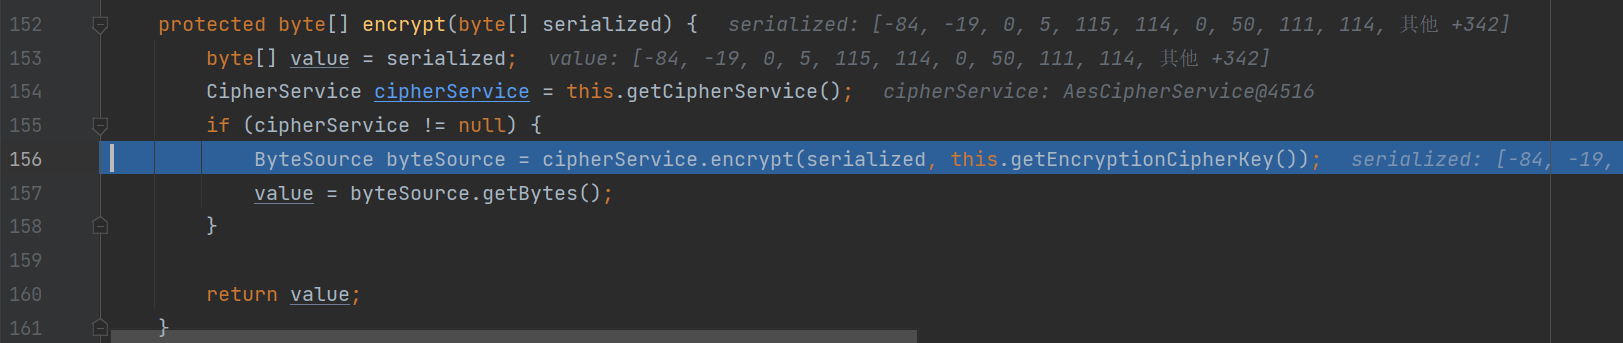 152 protected byte[] encrypt(byte[] serialized) { serialized: [-84, -19, 0, 5, 115, 114, 0, 50, 111, 114, 其他 +342]
153 byte[] value = serialized; value: [-84, -19, 0, 5, 115, 114, 0, 50, 111, 114, 其他 +342]
154 CipherService cipherService = this.getCipherService(); cipherService: AesCipherService@4516
155 if (cipherService != null) {
156 ByteSource byteSource = cipherService.encrypt(serialized, this.getEncryptionCipherKey()); serialized: [-84, -19,
157 value = byteSource.getBytes();
158 }
159
160 return value;
161 }